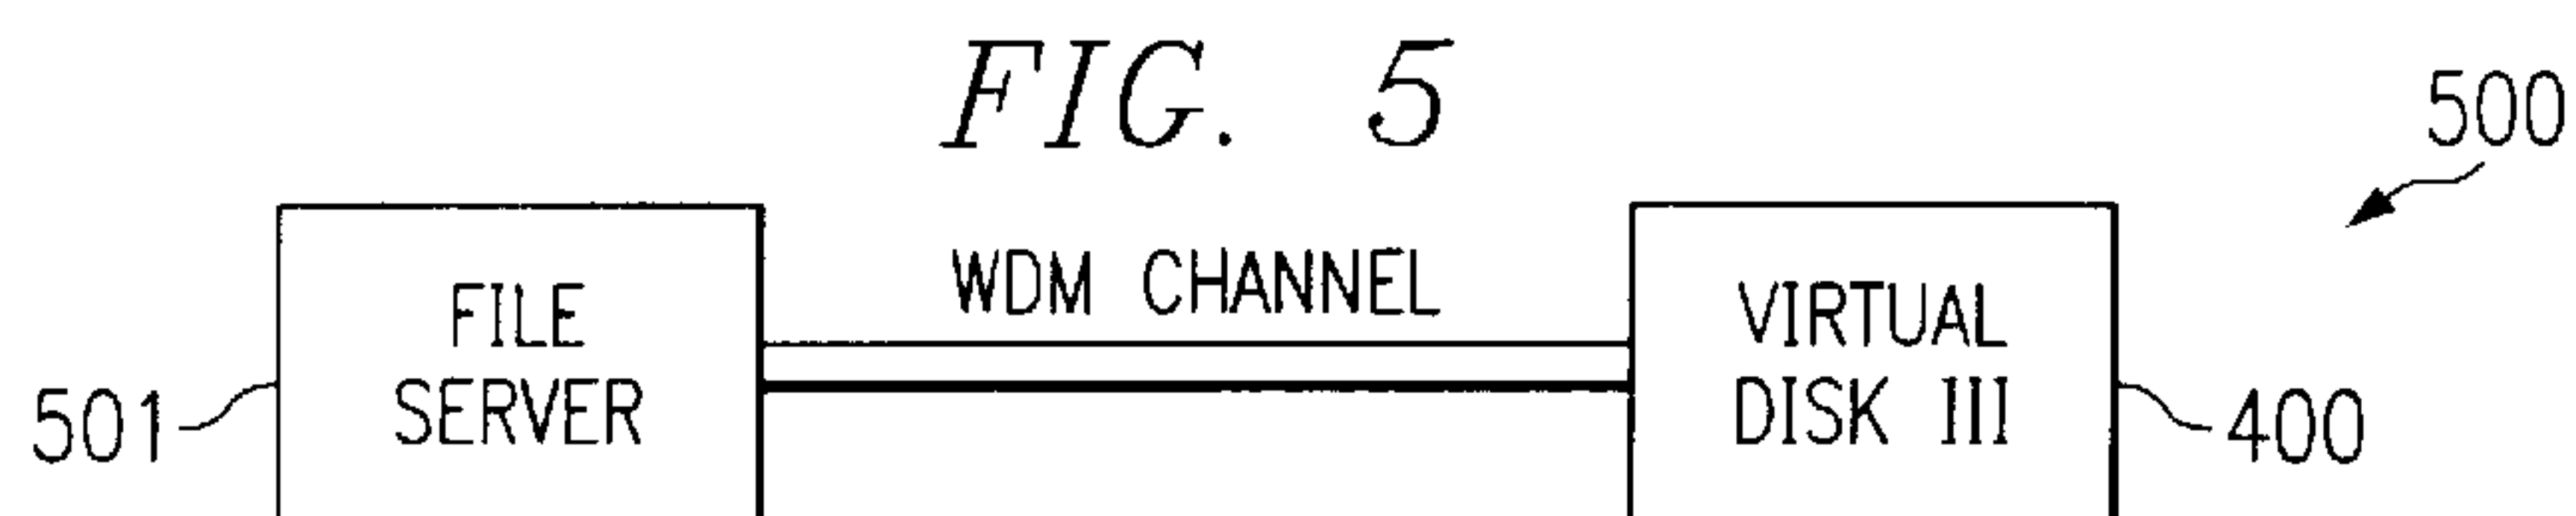 FIG. 5
500
WDM CHANNEL
FILE
SERVER
VIRTUAL
DISK III
501
400